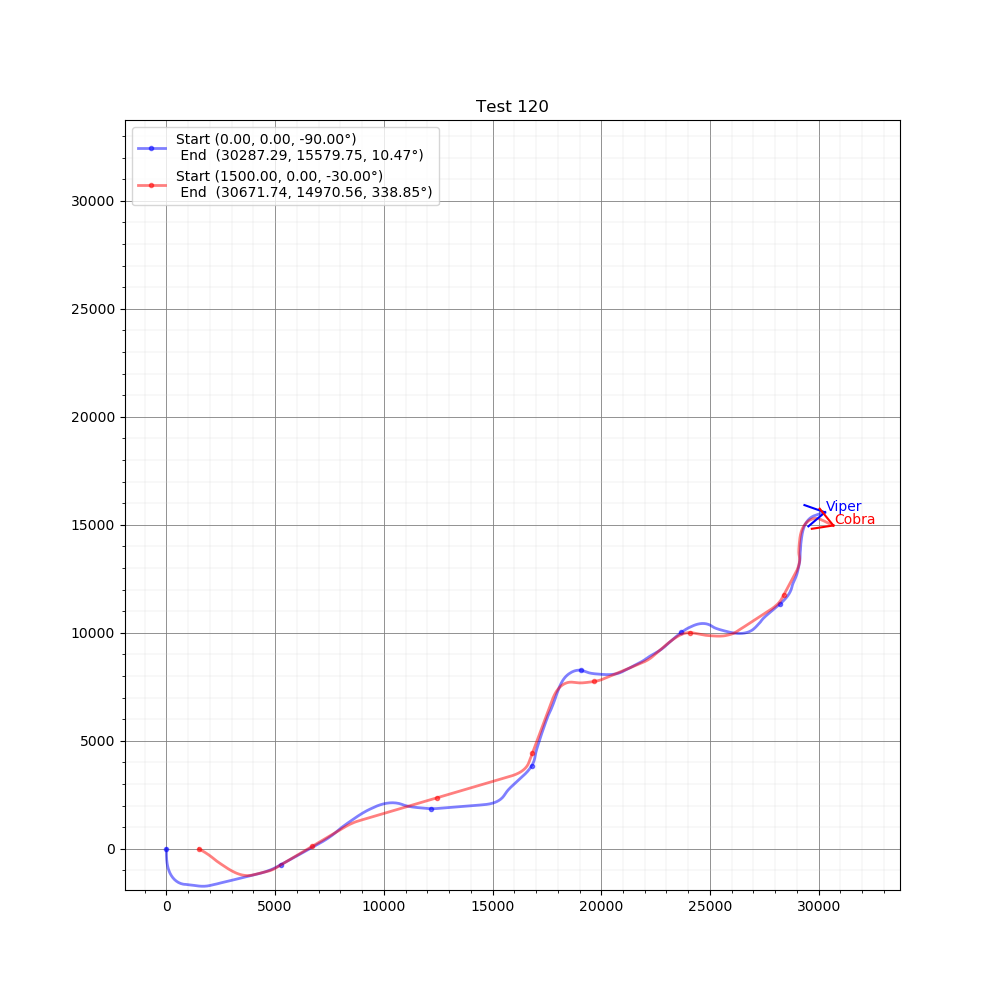 Test 120
Start (0.00, 0.00, -90.00°)
End (30287.29, 15579.75, 10.47°)
Start (1500.00, 0.00, -30.00°)
End (30671.74, 14970.56, 338.85°)
30000
25000
20000
15000
10000
5000
0
Viper
Cobra
0 5000 10000 15000 20000 25000 30000